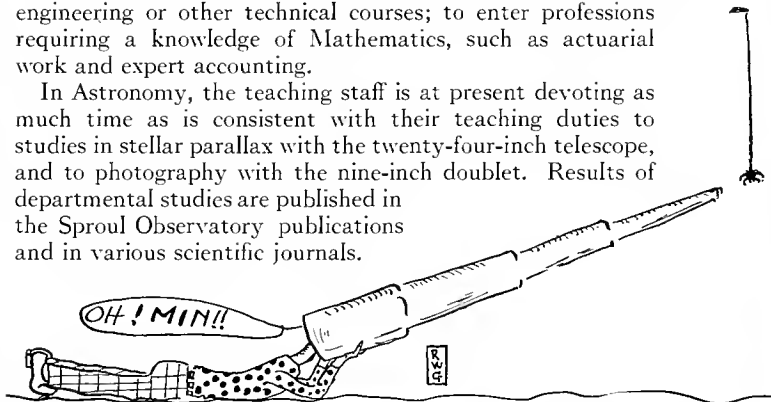 engineering or other technical courses; to enter professions
requiring a knowledge of Mathematics, such as actuarial
work and expert accounting.
In Astronomy, the teaching staff is at present devoting as
much time as is consistent with their teaching duties to
studies in stellar parallax with the twenty-four-inch telescope,
and to photography with the nine-inch doublet. Results of
departmental studies are published in
the Sproul Observatory publications
and in various scientific journals.
OH! MIN!!
R
W
G